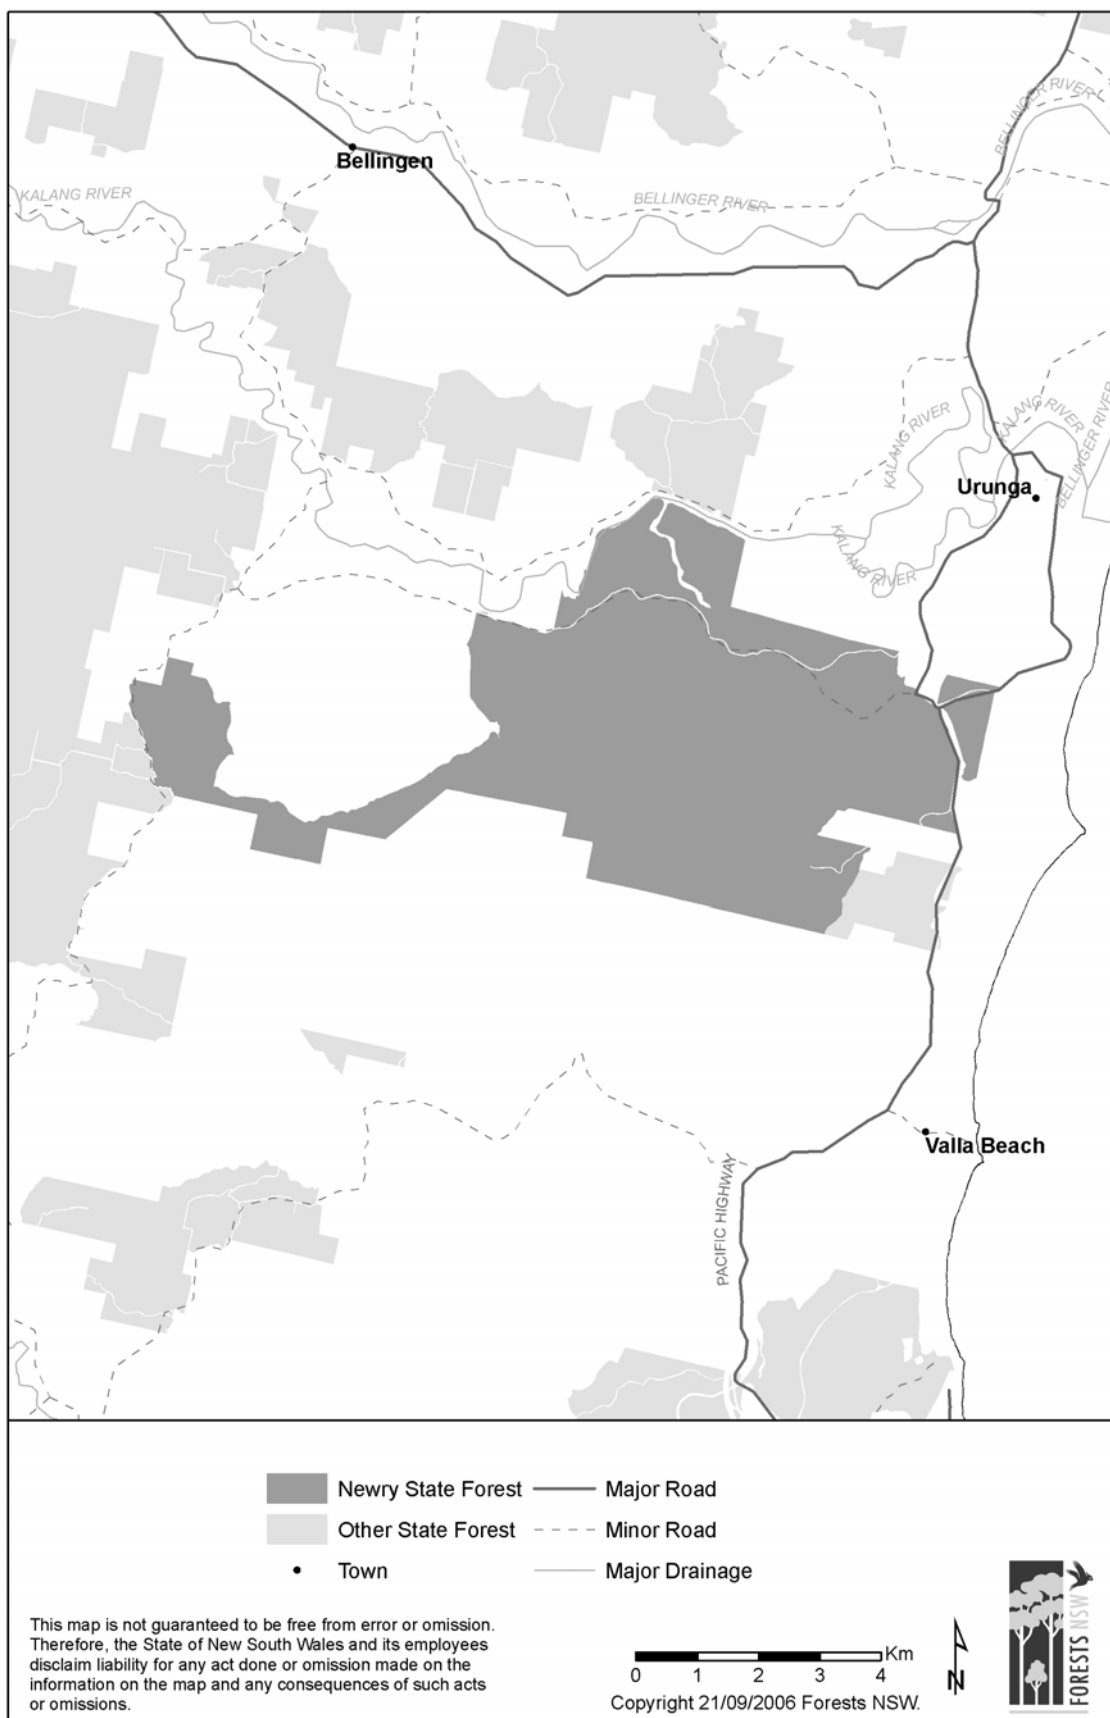 BELLINGER RIVER
Bellingen
KALANG RIVER
BELLINGER RIVER
KALANG RIVER
KALANG RIVER
BELLINGER RIVER
Urunga
KALANG RIVER
KALANG RIVER
Valla Beach
PACIFIC HIGHWAY
Newry State Forest
Major Road
Other State Forest
Minor Road
Town
Major Drainage
This map is not guaranteed to be free from error or omission.
Therefore, the State of New South Wales and its employees
disclaim liability for any act done or omission made on the
information on the map and any consequences of such acts
or omissions.
Km
0 1 2 3 4
Copyright 21/09/2006 Forests NSW.
N
FORESTS NSW